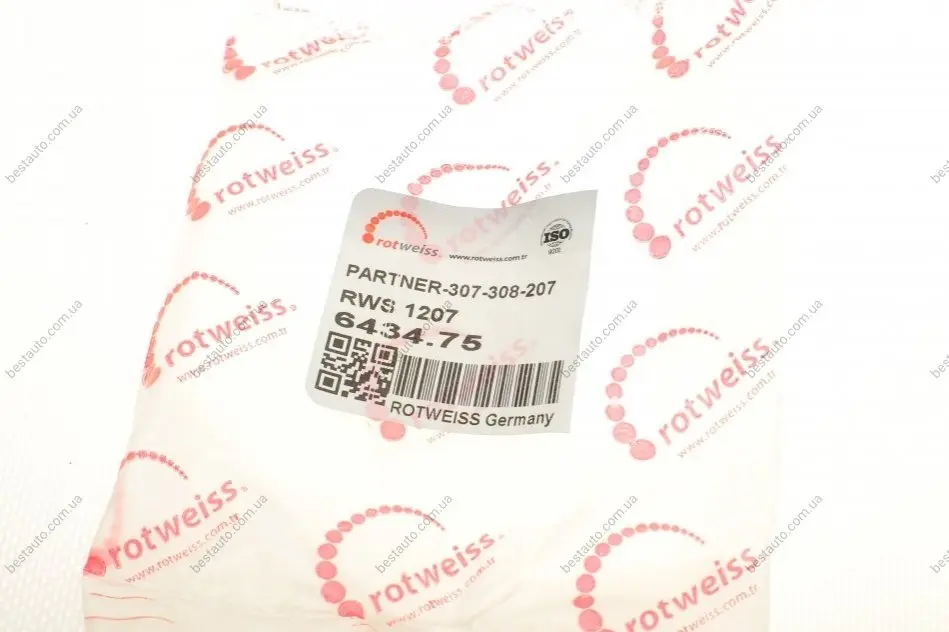 rotweiss
www.rotweiss.com.tr
ISO
9001
PARTNER-307-308-207
RWS 1207
6434.75
ROTWEISS Germany
rotweiss
www.rotweiss.com.tr
bestauto.com.ua